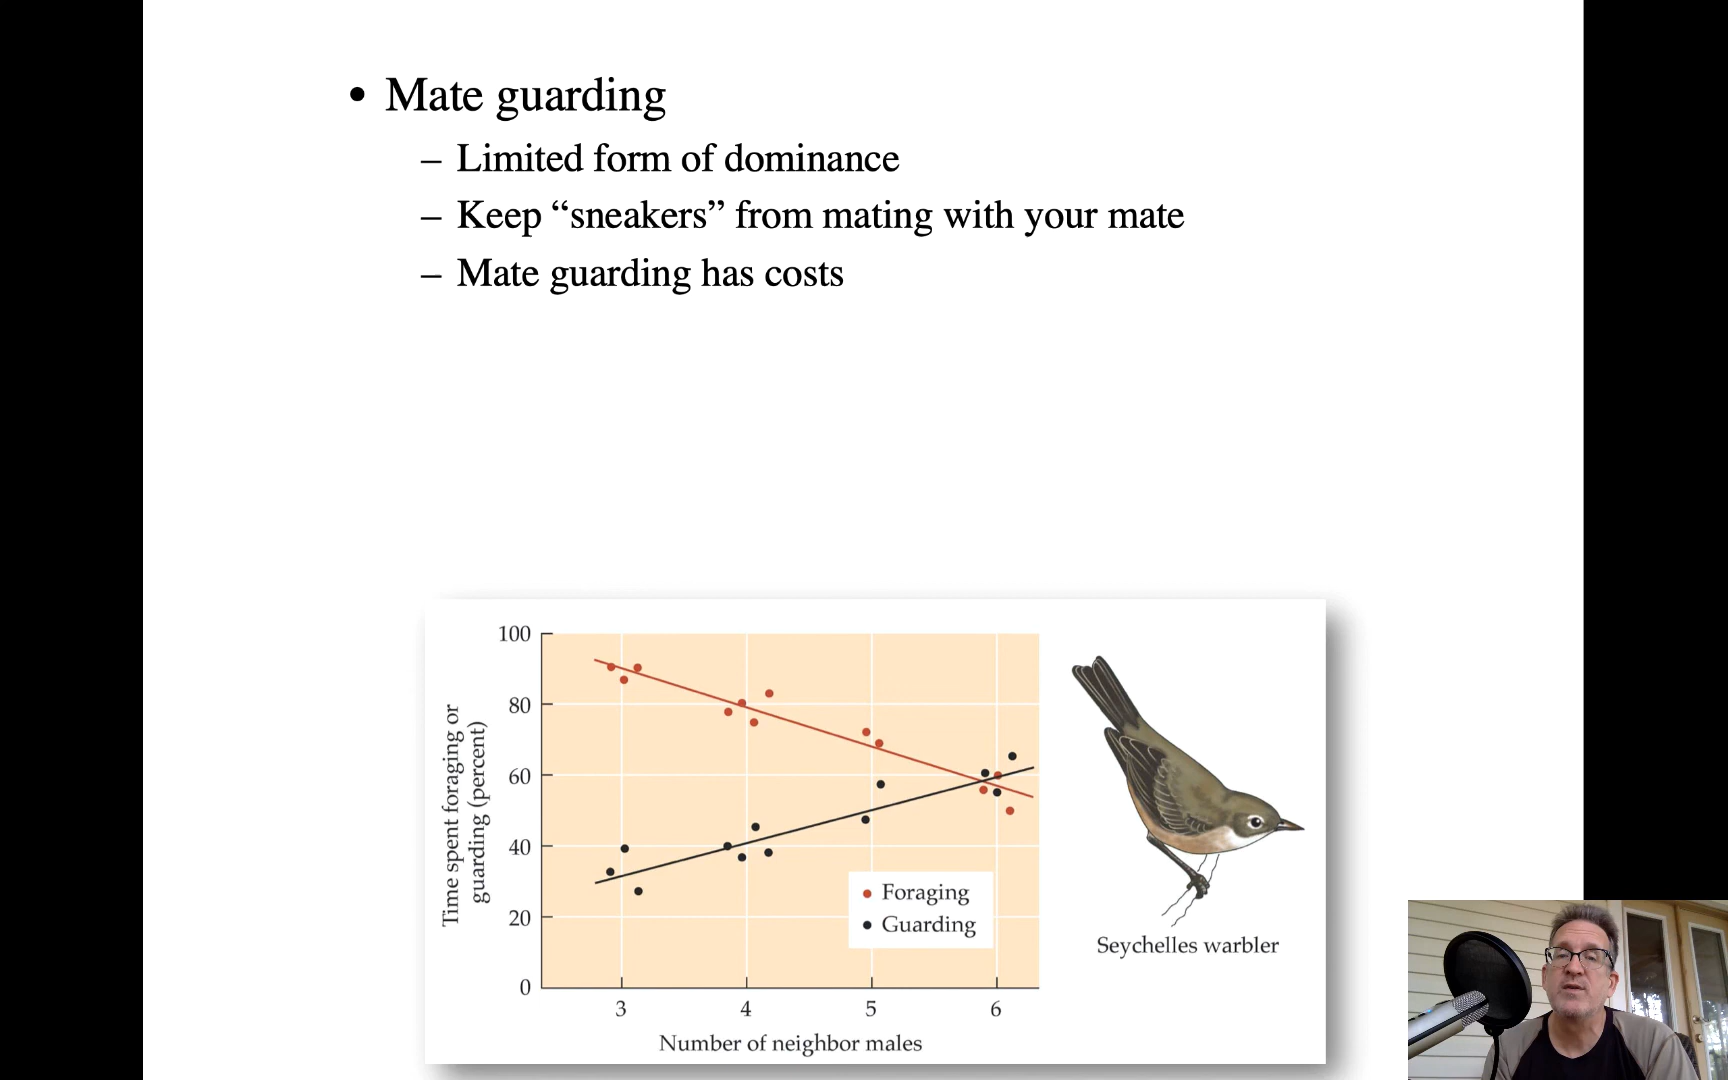 • Mate guarding
– Limited form of dominance
– Keep “sneakers” from mating with your mate
– Mate guarding has costs
Time spent foraging or
guarding (percent)
100
80
60
40
20
0
3 4 5 6
Number of neighbor males
Foraging
Guarding
Seychelles warbler